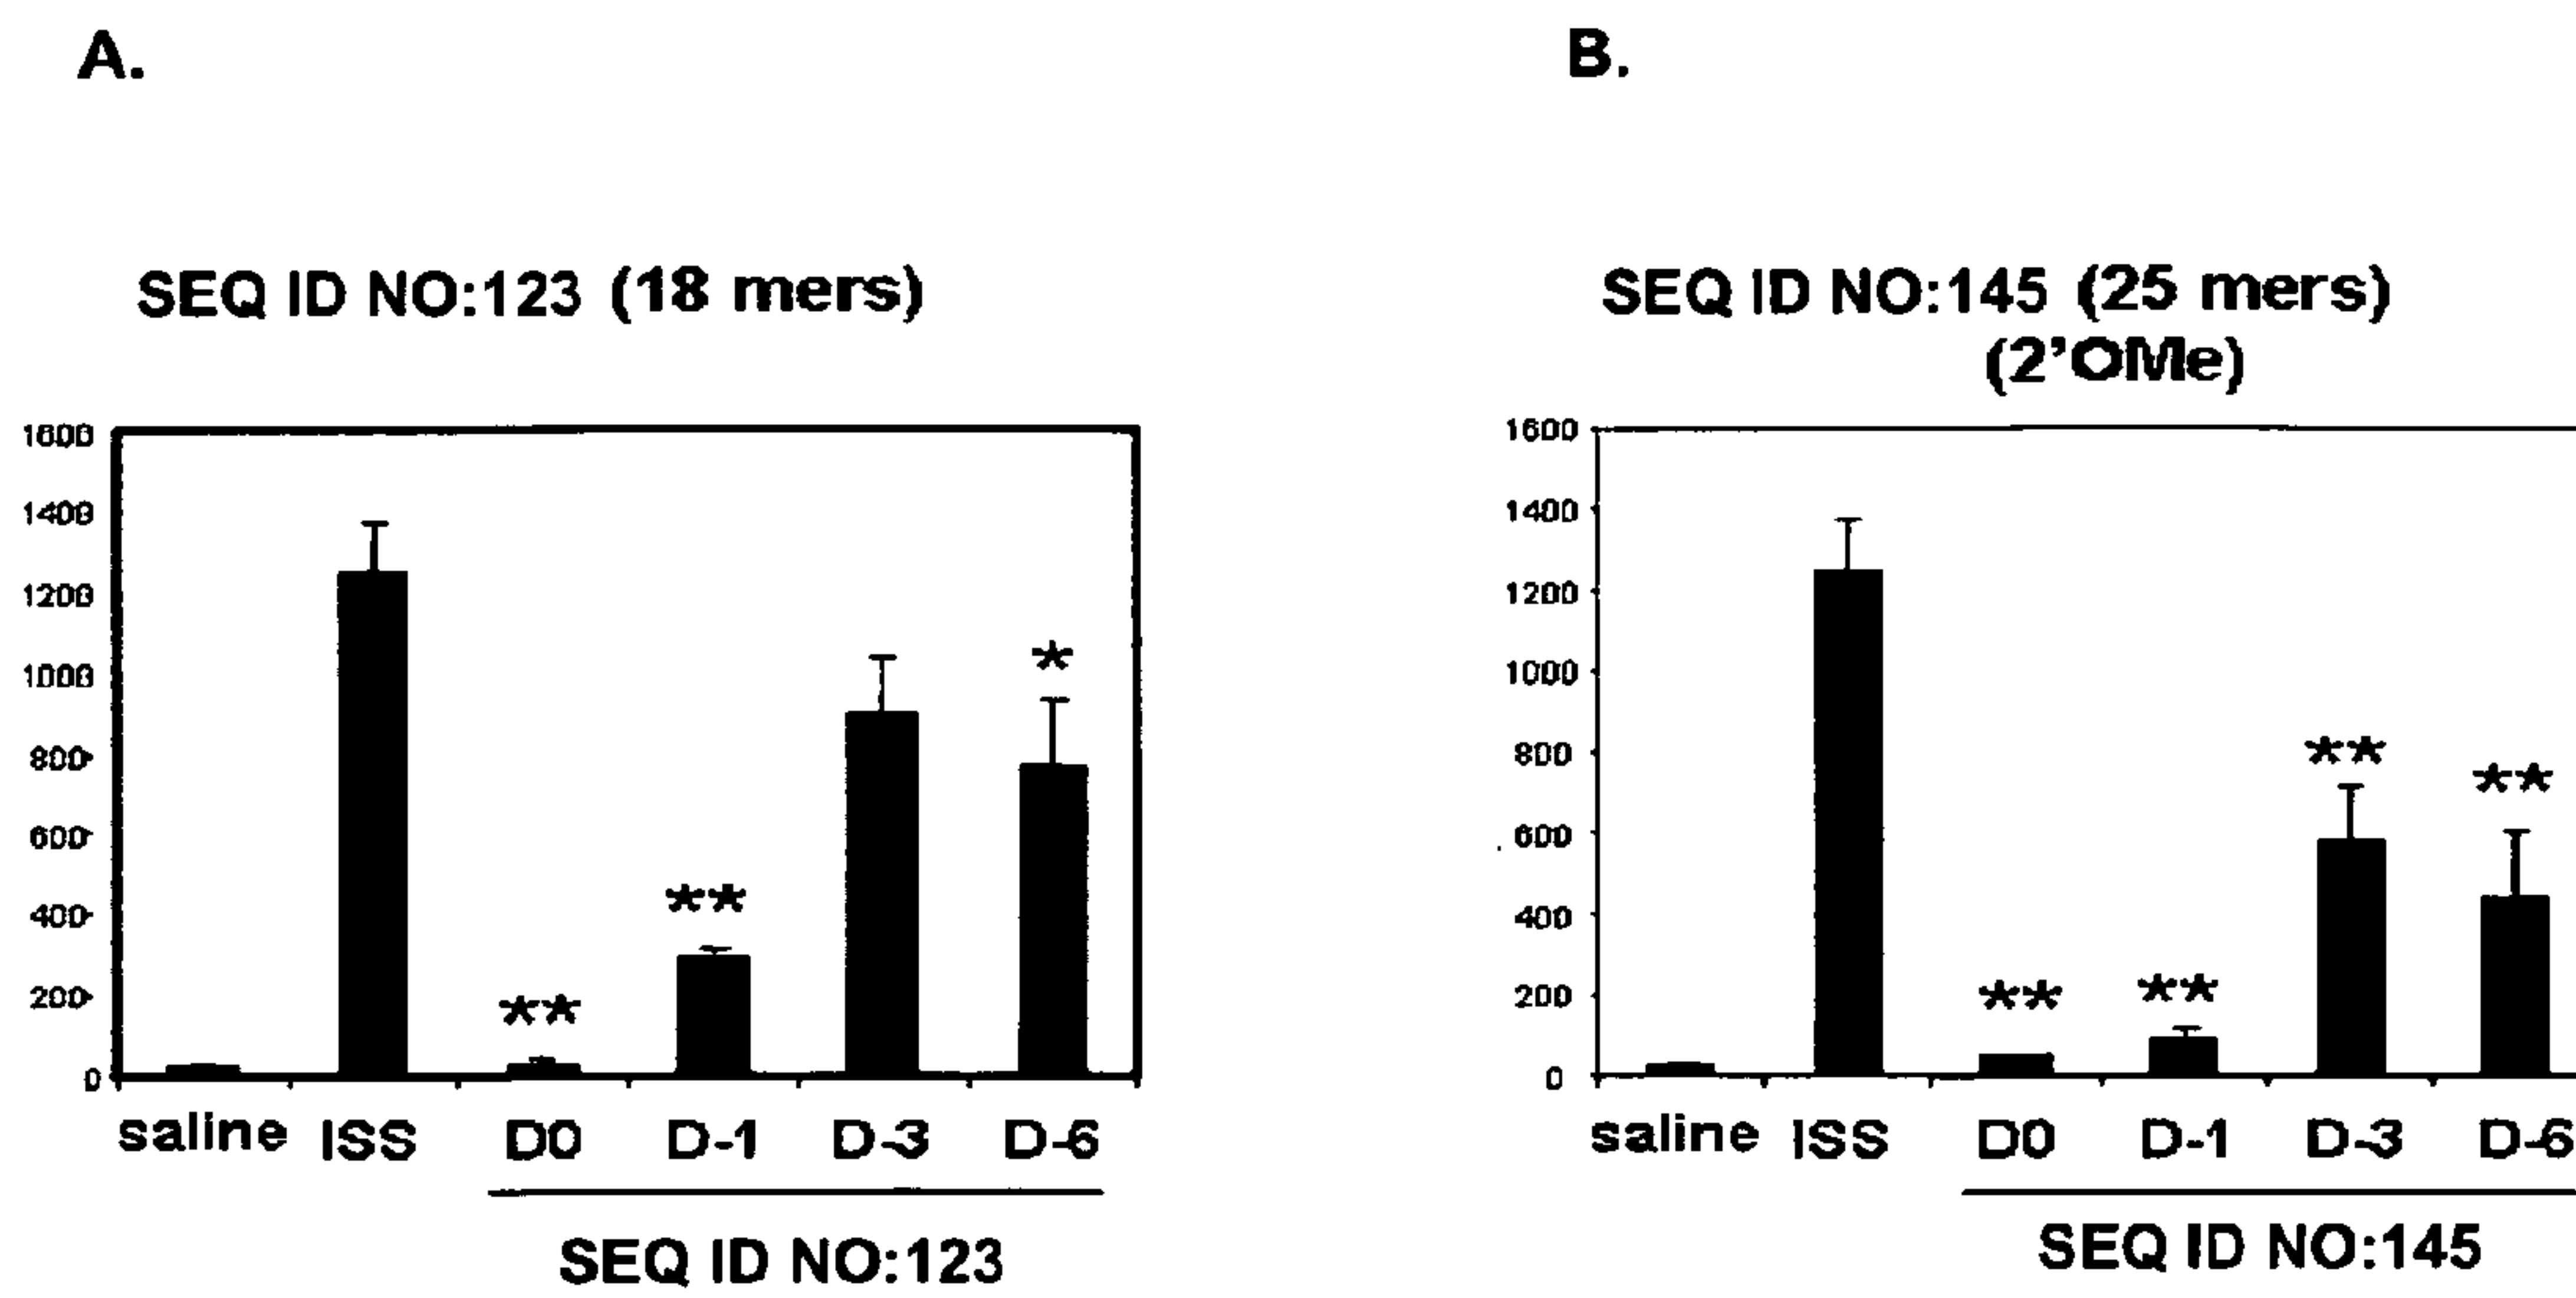 A.
SEQ ID NO:123 (18 mers)
1600
1400
1200
1000
800
600
400
200
0
*
**
**
saline ISS D0 D-1 D-3 D-6
SEQ ID NO:123
B.
SEQ ID NO:145 (25 mers)
(2'OMe)
1600
1400
1200
1000
800
600
400
200
0
**
**
** **
saline ISS D0 D-1 D-3 D-6
SEQ ID NO:145